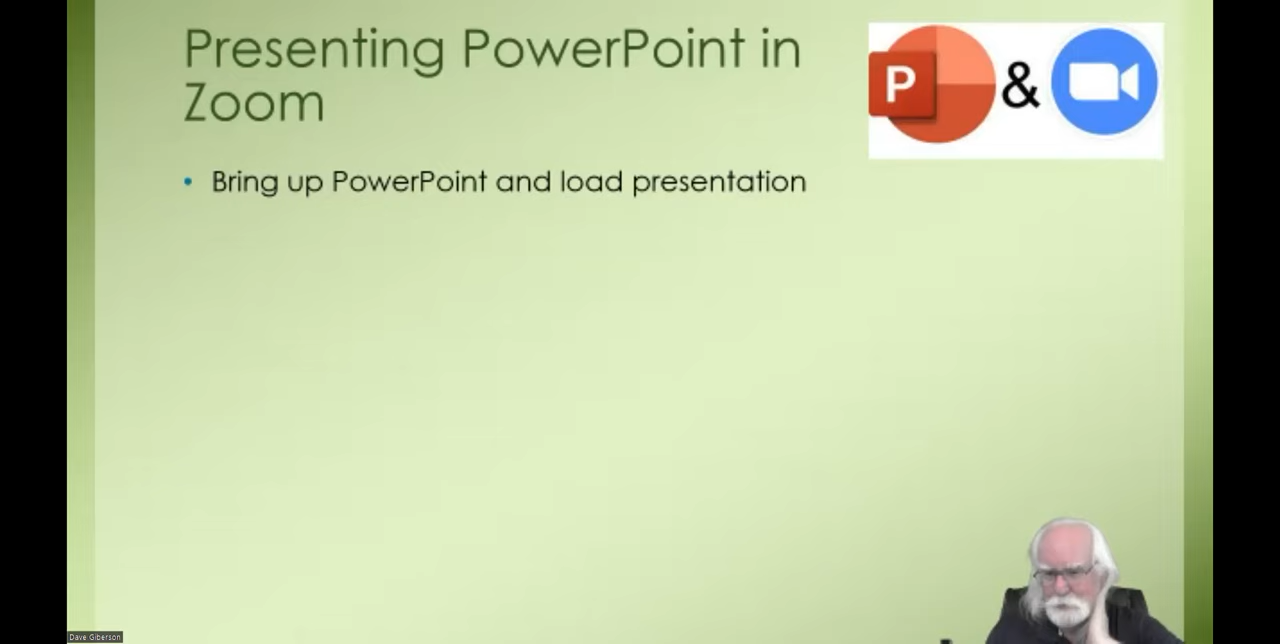 Presenting PowerPoint in
Zoom
P & 
• Bring up PowerPoint and load presentation
Dave Giberson